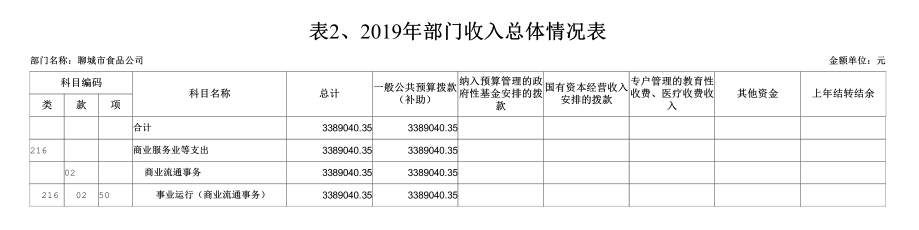 表2、2019年部门收入总体情况表
部门名称：聊城市食品公司 金额单位：元
科目编码 科目名称 总计 一般公共预算拨款（补助） 纳入预算管理的政府性基金安排的拨款 国有资本经营收入安排的拨款 专户管理的教育性收费、医疗收费收入 其他资金 上年结转结余
类 款 项
合计 3389040.35 3389040.35
216 商业服务业等支出 3389040.35 3389040.35
02 商业流通事务 3389040.35 3389040.35
216 02 50 事业运行（商业流通事务） 3389040.35 3389040.35